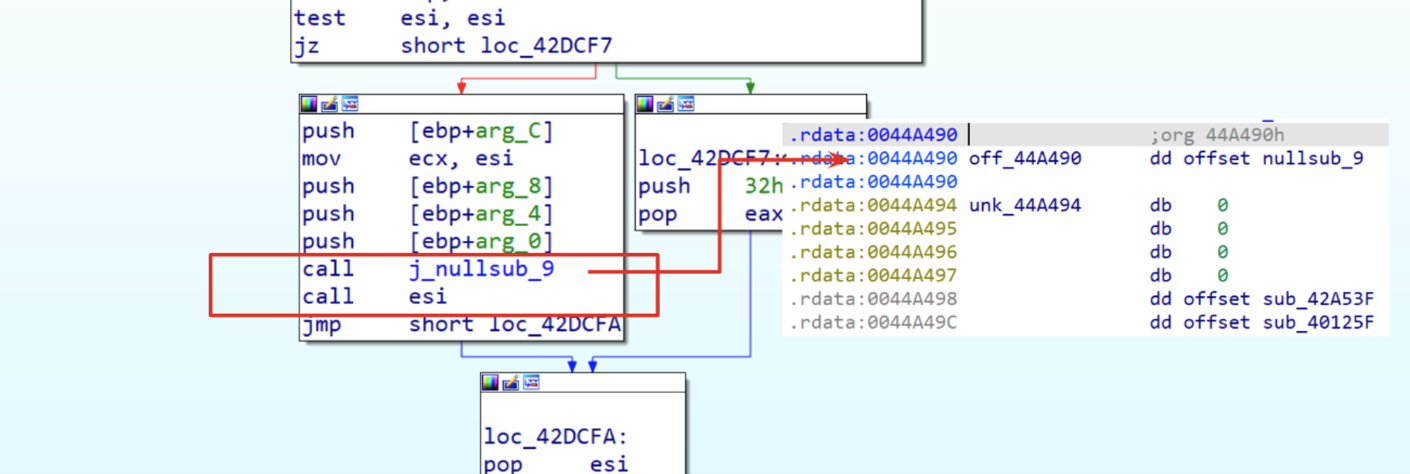 test esi, esi
jz short loc_42DCF7
push [ebp+arg_C]
mov ecx, esi
push [ebp+arg_8]
push [ebp+arg_4]
push [ebp+arg_0]
call j_nullsub_9
call esi
jmp short loc_42DCFA
loc_42DCF7:
push 32h
pop eax
.rdata:0044A490 ;org 44A490h
.rdata:0044A490 off_44A490 dd offset nullsub_9
.rdata:0044A490
.rdata:0044A494 unk_44A494 db 0
.rdata:0044A495 db 0
.rdata:0044A496 db 0
.rdata:0044A497 db 0
.rdata:0044A498 dd offset sub_42A53F
.rdata:0044A49C dd offset sub_40125F
loc_42DCFA:
pop esi